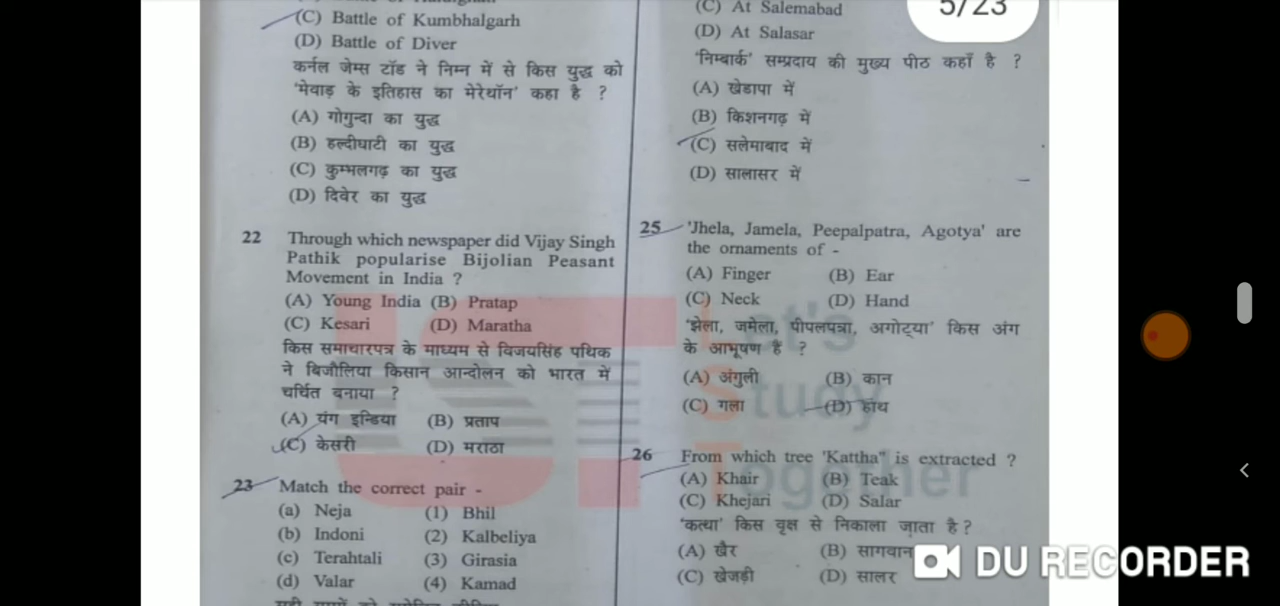 (C) Battle of Kumbhalgarh
(D) Battle of Diver
कर्नल जेम्स टॉड ने निम्न में से किस युद्ध को
'मेवाड़ के इतिहास का मेरेथॉन' कहा है ?
(A) गोगुन्दा का युद्ध
(B) हल्दीघाटी का युद्ध
(C) कुम्भलगढ़ का युद्ध
(D) दिवेर का युद्ध
22 Through which newspaper did Vijay Singh
Pathik popularise Bijolian Peasant
Movement in India ?
(A) Young India (B) Pratap
(C) Kesari (D) Maratha
किस समाचारपत्र के माध्यम से विजयसिंह पथिक
ने बिजौलिया किसान आन्दोलन को भारत में
चर्चित बनाया ?
(A) यंग इन्डिया (B) प्रताप
(C) केसरी (D) मराठा
23 Match the correct pair -
(a) Neja (1) Bhil
(b) Indoni (2) Kalbeliya
(c) Terahtali (3) Girasia
(d) Valar (4) Kamad
(C) At Salemabad
(D) At Salasar
'निम्बार्क' सम्प्रदाय की मुख्य पीठ कहाँ है ?
(A) खेडापा में
(B) किशनगढ़ में
(C) सलेमाबाद में
(D) सालासर में
25 'Jhela, Jamela, Peepalpatra, Agotya' are
the ornaments of -
(A) Finger (B) Ear
(C) Neck (D) Hand
'झेला, जमेला, पीपलपत्रा, अगोट्या' किस अंग
के आभूषण हैं ?
(A) अंगुली (B) कान
(C) गला (D) हाथ
26 From which tree 'Kattha" is extracted ?
(A) Khair (B) Teak
(C) Khejari (D) Salar
'कत्था' किस वृक्ष से निकाला जाता है ?
(A) खैर (B) सागवान
(C) खेजड़ी (D) सालर
5/23
Let's
Study
Together
LST
DU RECORDER